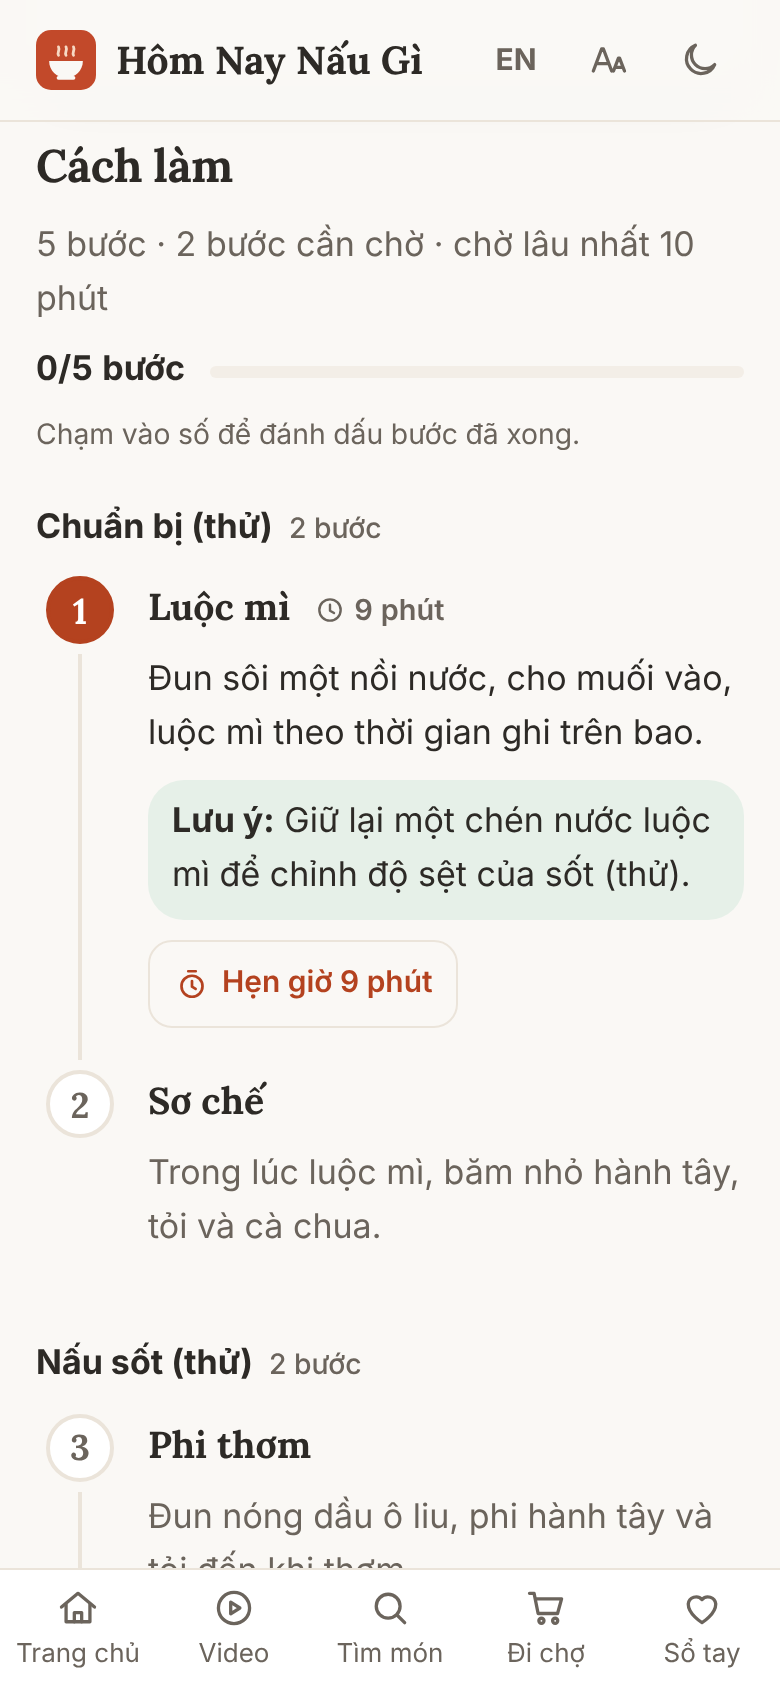 Hôm Nay Nấu Gì
EN
AA
Cách làm
5 bước · 2 bước cần chờ · chờ lâu nhất 10
phút
0/5 bước
Chạm vào số để đánh dấu bước đã xong.
Chuẩn bị (thử) 2 bước
1 Luộc mì 9 phút
Đun sôi một nồi nước, cho muối vào,
luộc mì theo thời gian ghi trên bao.
Lưu ý: Giữ lại một chén nước luộc
mì để chỉnh độ sệt của sốt (thử).
Hẹn giờ 9 phút
2 Sơ chế
Trong lúc luộc mì, băm nhỏ hành tây,
tỏi và cà chua.
Nấu sốt (thử) 2 bước
3 Phi thơm
Đun nóng dầu ô liu, phi hành tây và
tỏi đến khi thơm
Trang chủ
Video
Tìm món
Đi chợ
Sổ tay